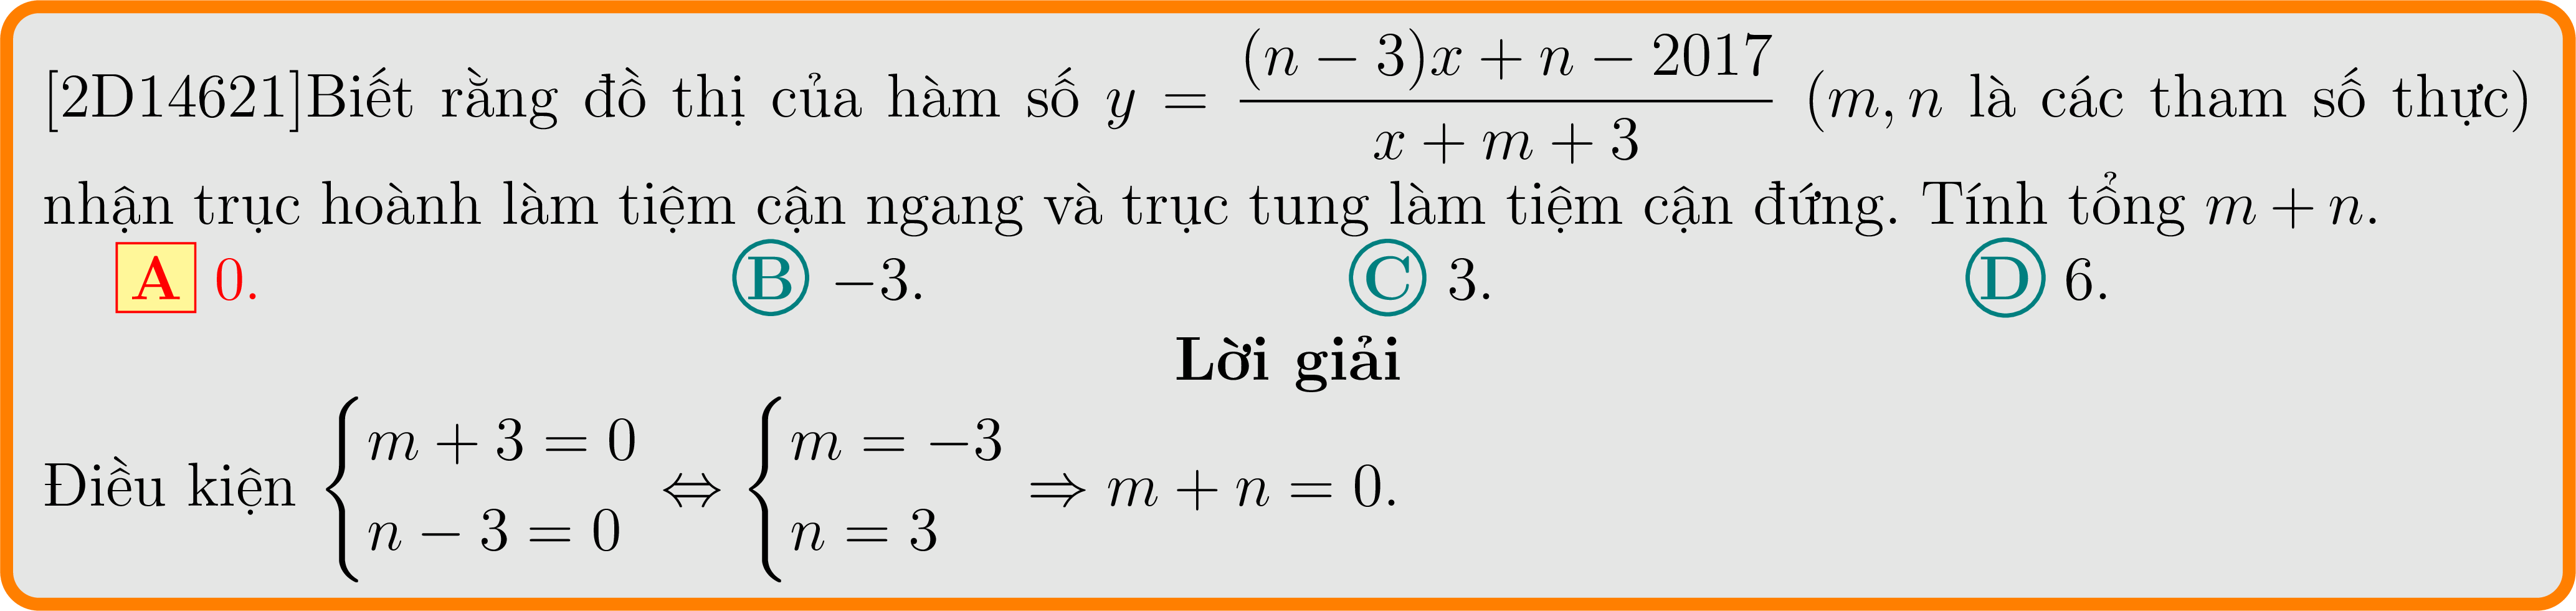 [2D14621]Biết rằng đồ thị của hàm số $y = \dfrac{(n-3)x+n-2017}{x+m+3}$ ($m, n$ là các tham số thực)
nhận trục hoành làm tiệm cận ngang và trục tung làm tiệm cận đứng. Tính tổng $m + n$.
A 0. B −3. C 3. D 6.
Lời giải
Điều kiện $\begin{cases} m + 3 = 0 \\ n - 3 = 0 \end{cases} \Leftrightarrow \begin{cases} m = -3 \\ n = 3 \end{cases} \Rightarrow m + n = 0.$